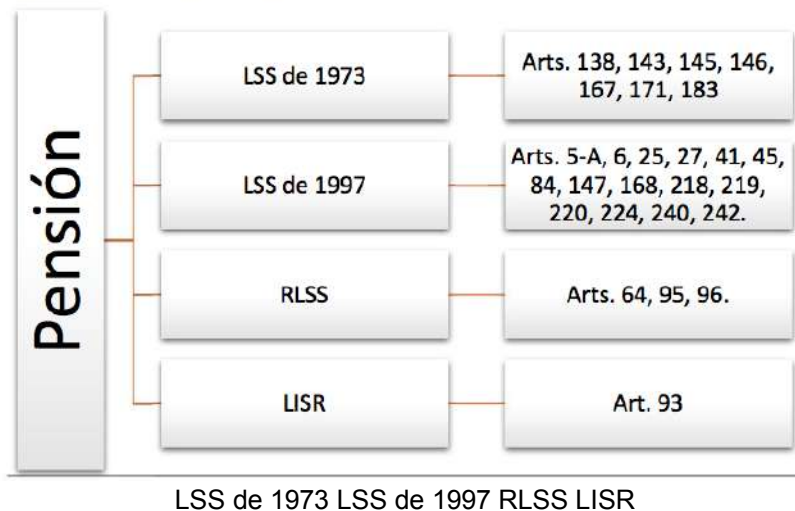 Pensión
LSS de 1973
Arts. 138, 143, 145, 146,
167, 171, 183
LSS de 1997
Arts. 5-A, 6, 25, 27, 41, 45,
84, 147, 168, 218, 219,
220, 224, 240, 242.
RLSS
Arts. 64, 95, 96.
LISR
Art. 93
LSS de 1973 LSS de 1997 RLSS LISR